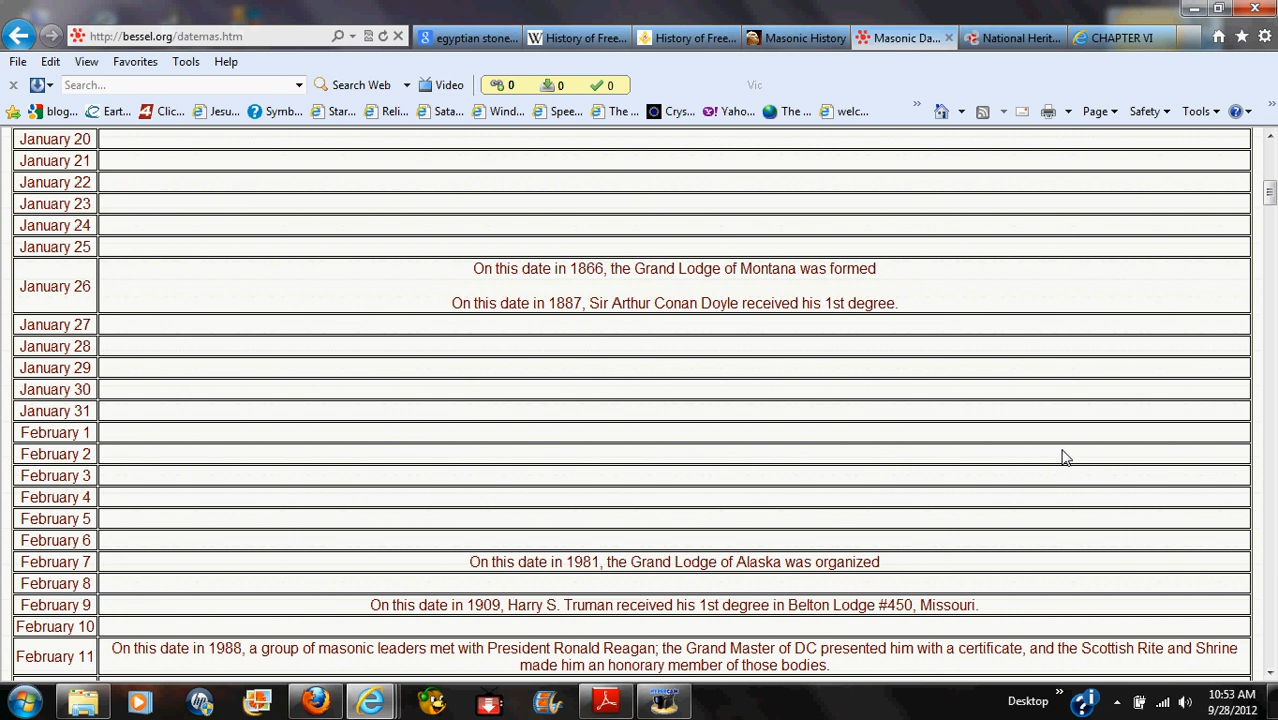 http://bessel.org/datemas.htm
egyptian stone...
History of Free...
History of Free...
Masonic History
Masonic Da...
National Herit...
CHAPTER VI
File Edit View Favorites Tools Help
Search...
Search Web
Video
0 0 0
Vic
blog... Eart... Clic... Jesu... Symb... Star... Reli... Sata... Wind... Spee... The ... Crys... Yaho... The ... welc...
Page Safety Tools
January 20
January 21
January 22
January 23
January 24
January 25
On this date in 1866, the Grand Lodge of Montana was formed
January 26
On this date in 1887, Sir Arthur Conan Doyle received his 1st degree.
January 27
January 28
January 29
January 30
January 31
February 1
February 2
February 3
February 4
February 5
February 6
February 7 On this date in 1981, the Grand Lodge of Alaska was organized
February 8
February 9 On this date in 1909, Harry S. Truman received his 1st degree in Belton Lodge #450, Missouri.
February 10
February 11 On this date in 1988, a group of masonic leaders met with President Ronald Reagan; the Grand Master of DC presented him with a certificate, and the Scottish Rite and Shrine
made him an honorary member of those bodies.
Desktop
10:53 AM
9/28/2012